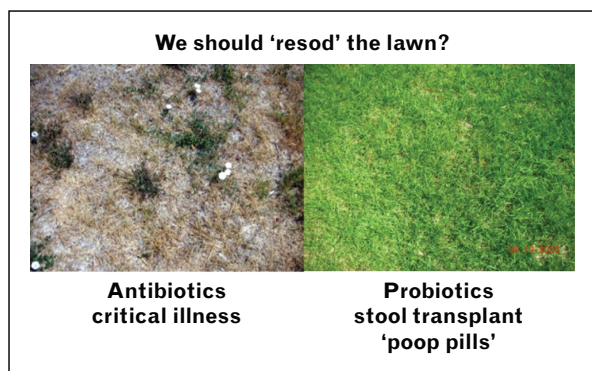 We should ‘resod’ the lawn?
Antibiotics
critical illness
Probiotics
stool transplant
‘poop pills’